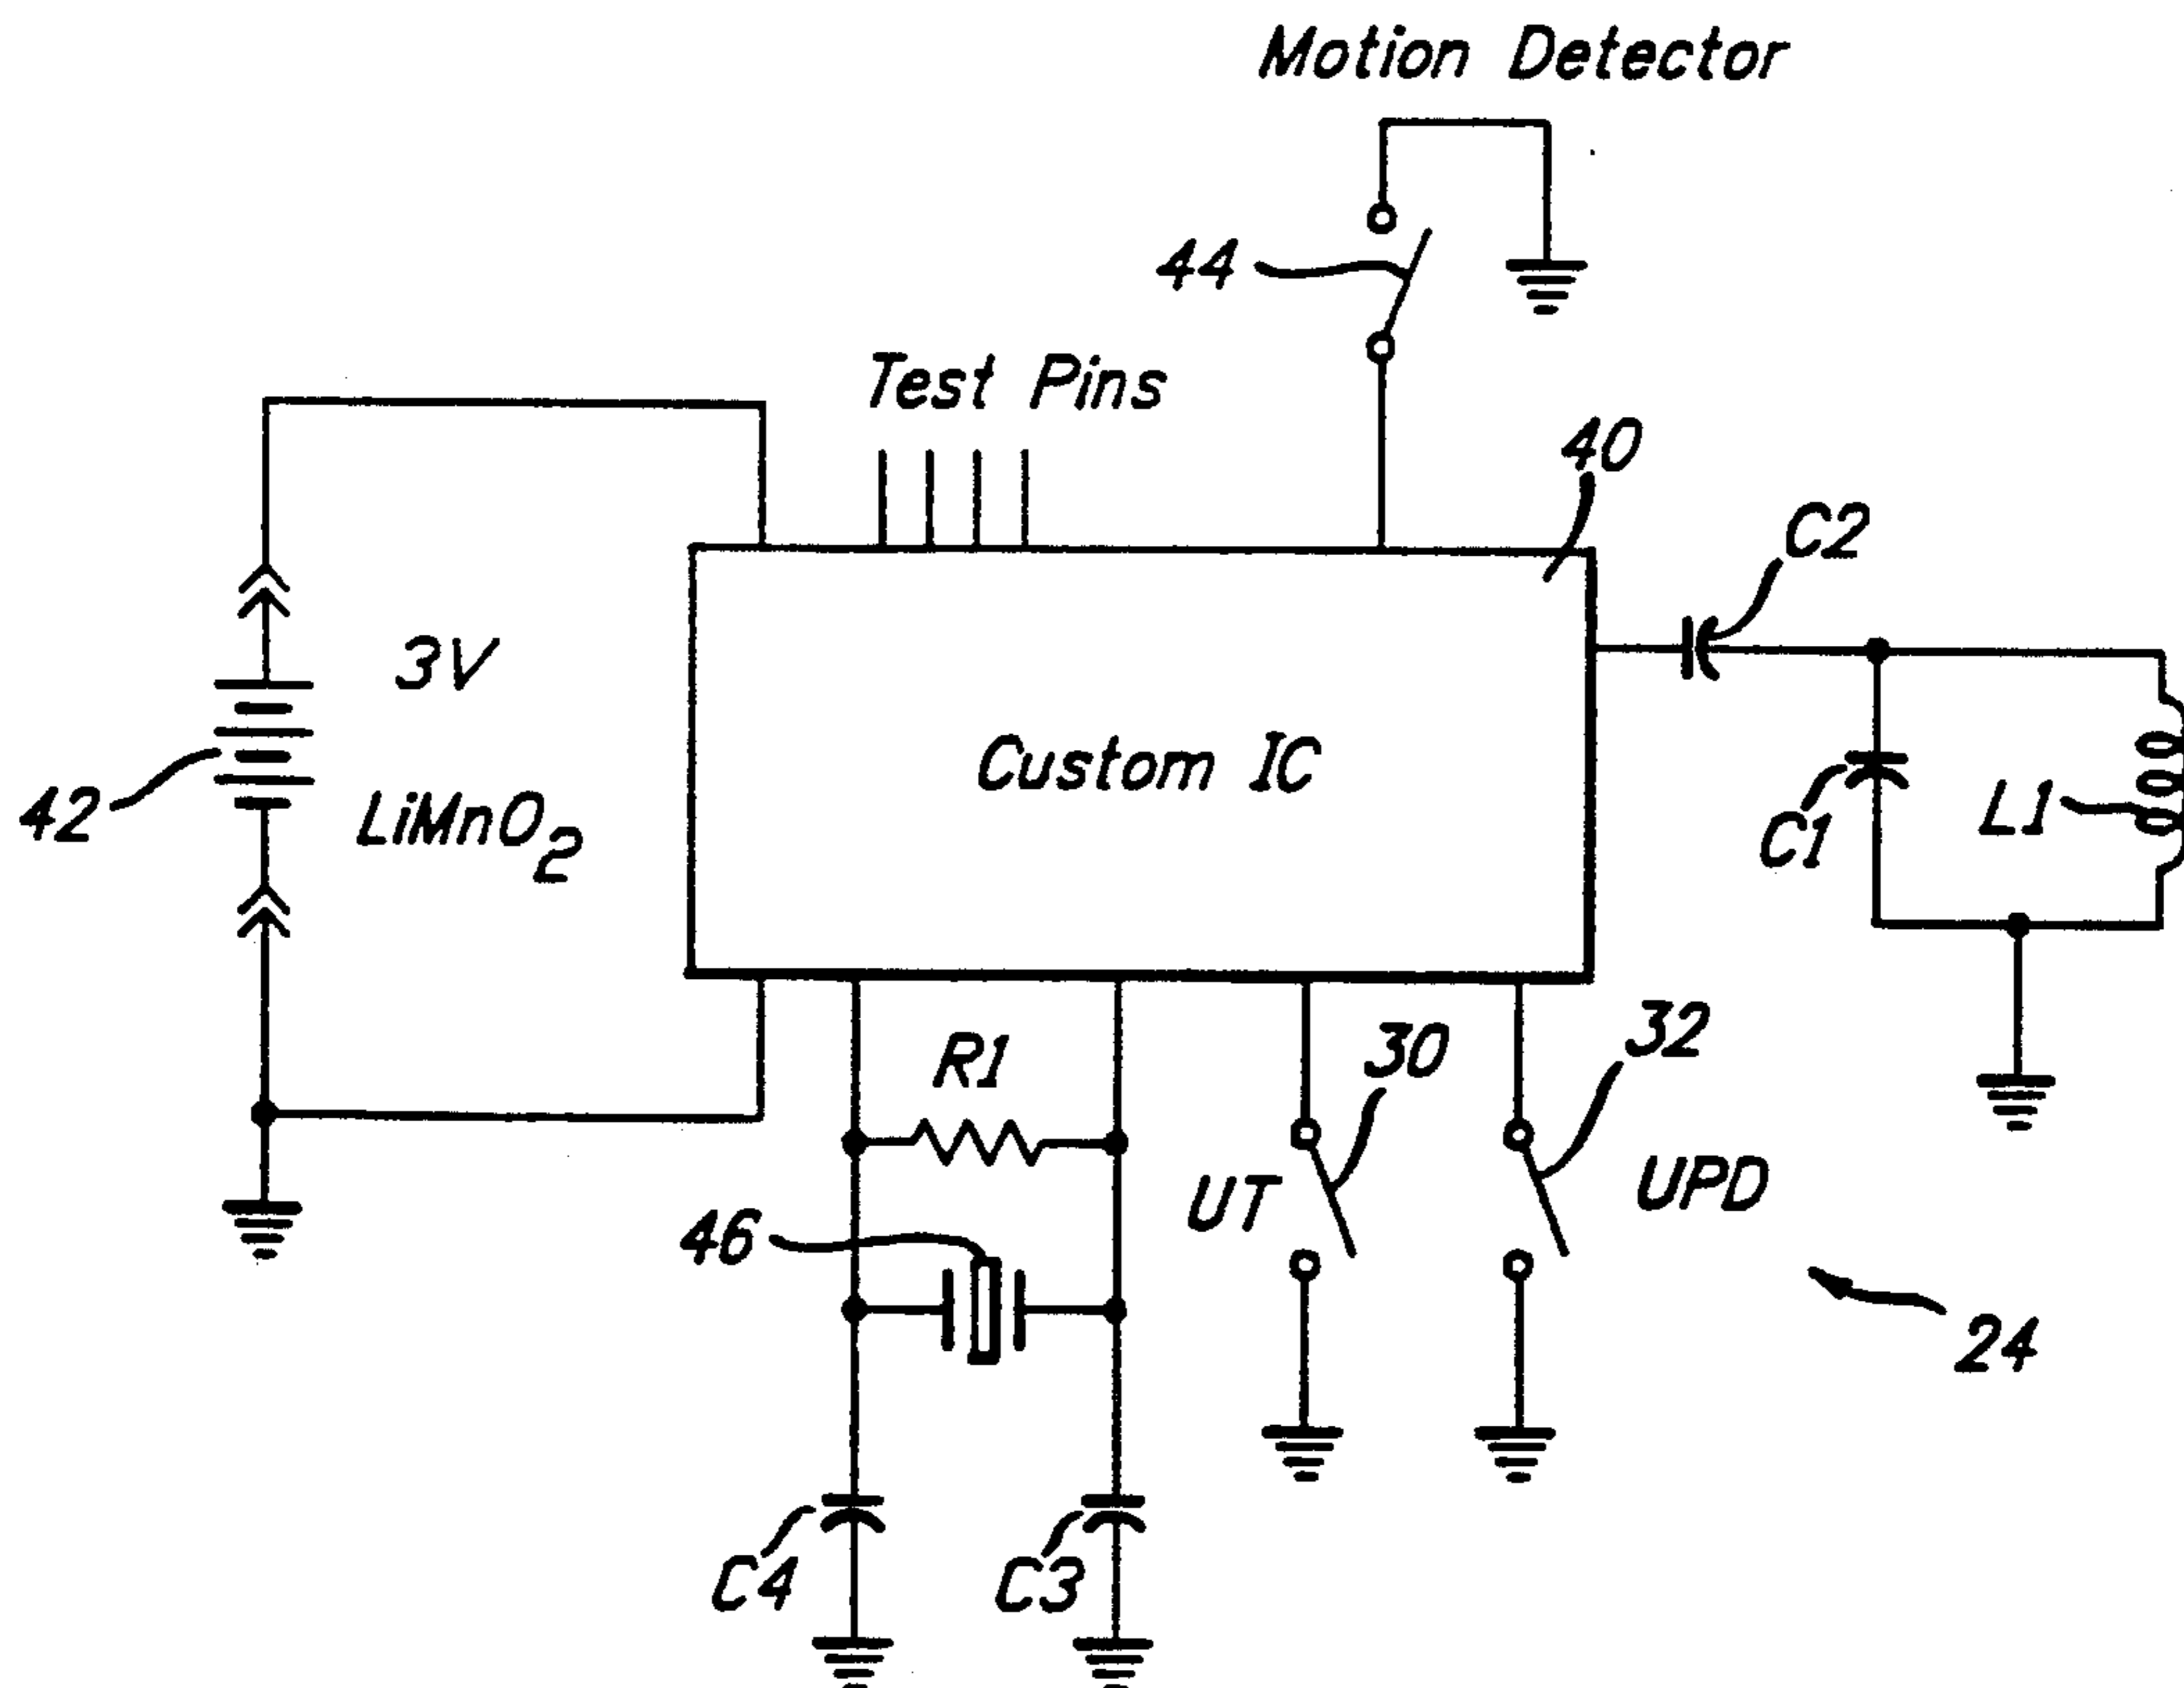 Motion Detector
44
Test Pins
40
C2
3V
Custom IC
42
LiMnO2
C1
L1
R1
30
32
UT
UPD
46
24
C4
C3